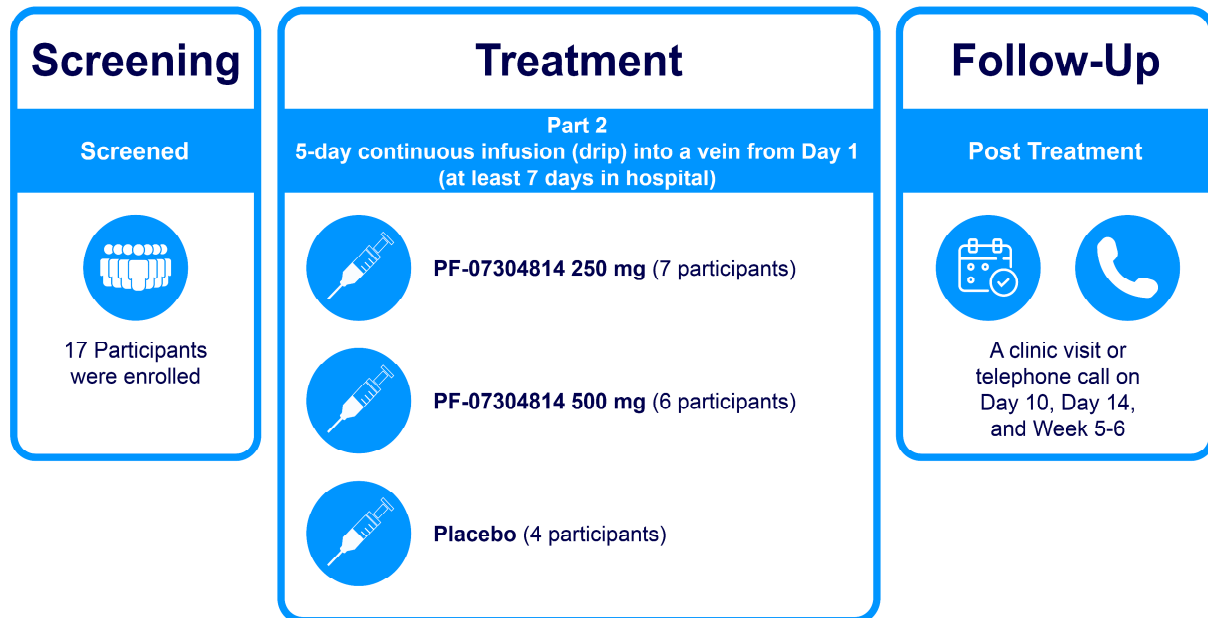 Screening
Screened
17 Participants
were enrolled
Treatment
Part 2
5-day continuous infusion (drip) into a vein from Day 1
(at least 7 days in hospital)
PF-07304814 250 mg (7 participants)
PF-07304814 500 mg (6 participants)
Placebo (4 participants)
Follow-Up
Post Treatment
A clinic visit or
telephone call on
Day 10, Day 14,
and Week 5-6